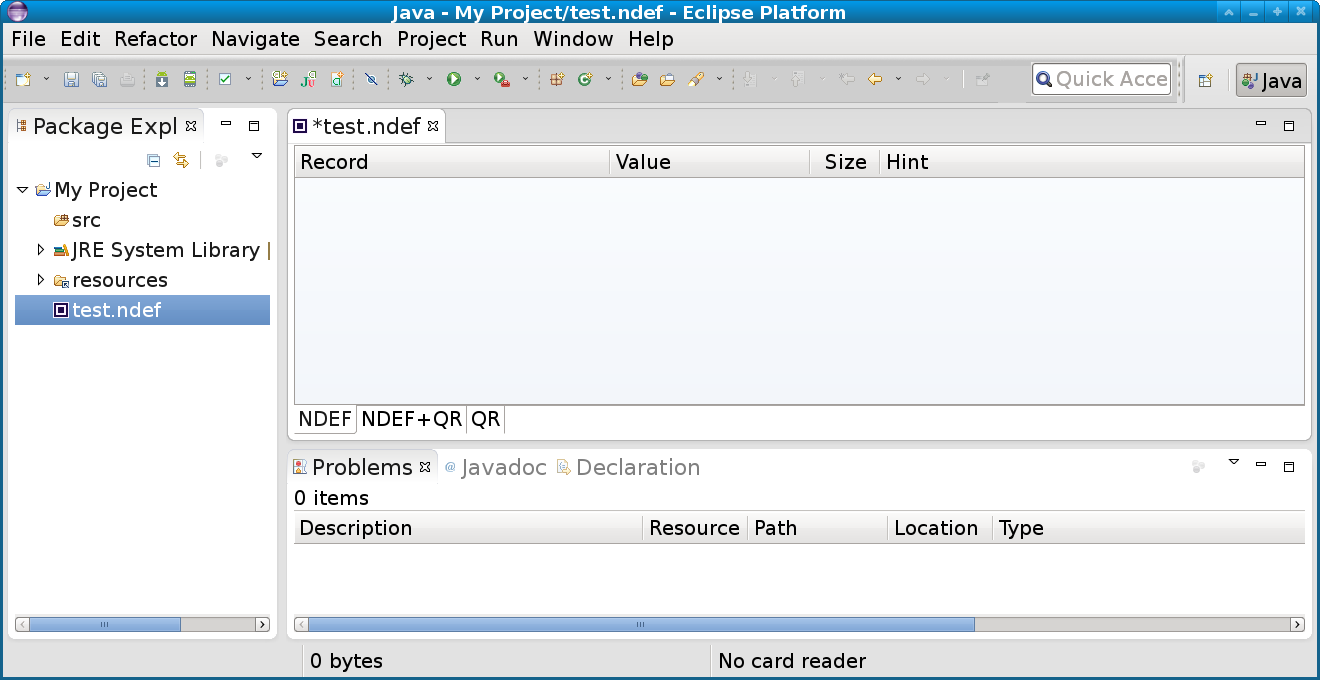 Java - My Project/test.ndef - Eclipse Platform
File Edit Refactor Navigate Search Project Run Window Help
Quick Acce
Java
Package Expl
My Project
src
JRE System Library
resources
test.ndef
*test.ndef
Record Value Size Hint
NDEF NDEF+QR QR
Problems @ Javadoc Declaration
0 items
Description Resource Path Location Type
0 bytes No card reader